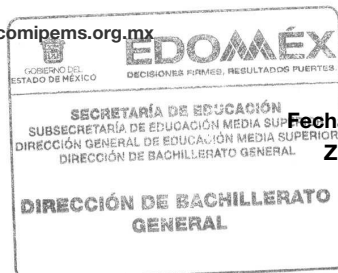 comipems.org.mx
GOBIERNO DEL
ESTADO DE MÉXICO
EDOMÉX
DECISIONES FIRMES, RESULTADOS FUERTES.
SECRETARÍA DE EDUCACIÓN
SUBSECRETARÍA DE EDUCACIÓN MEDIA SUPERIOR
Fech
DIRECCIÓN GENERAL DE EDUCACIÓN MEDIA SUPERIOR
DIRECCIÓN DE BACHILLERATO GENERAL
Z
DIRECCIÓN DE BACHILLERATO
GENERAL